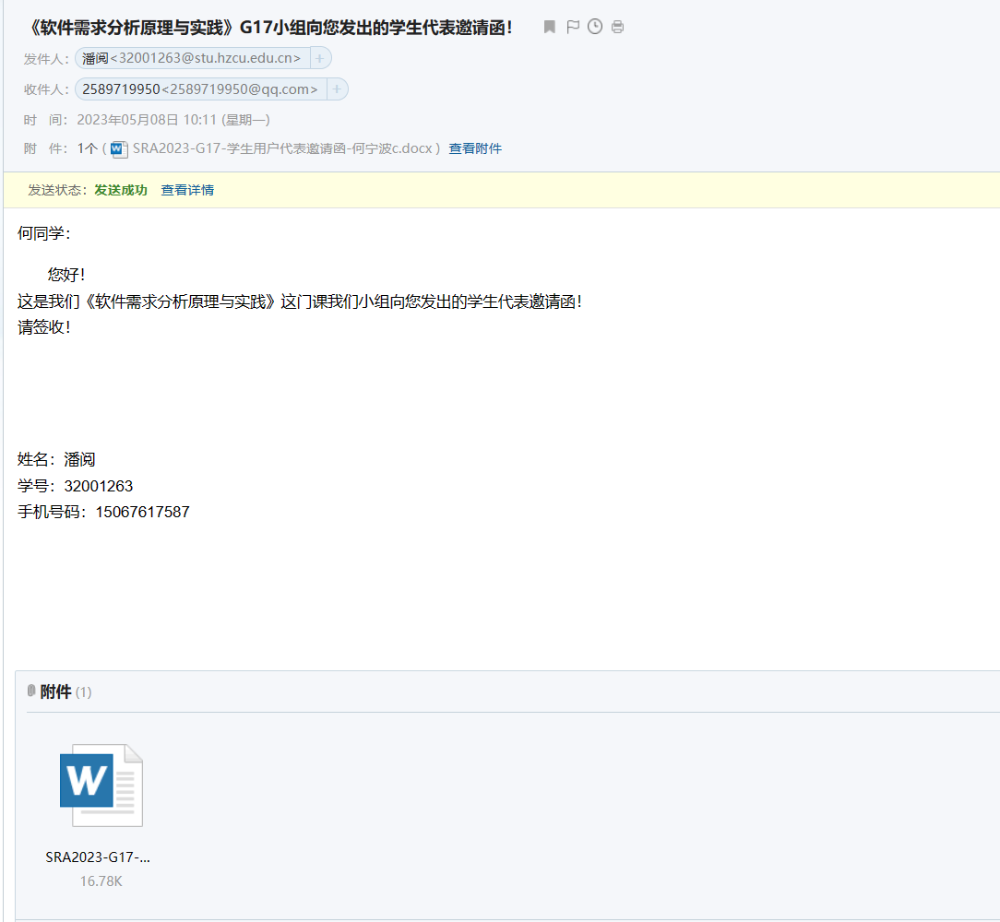 《软件需求分析原理与实践》G17小组向您发出的学生代表邀请函！
发件人：潘阅<32001263@stu.hzcu.edu.cn> +
收件人：2589719950<2589719950@qq.com> +
时 间：2023年05月08日 10:11 (星期一)
附 件：1个 ( SRA2023-G17-学生用户代表邀请函-何宁波c.docx ) 查看附件
发送状态：发送成功 查看详情
何同学：
您好！
这是我们《软件需求分析原理与实践》这门课我们小组向您发出的学生代表邀请函！
请签收！
姓名：潘阅
学号：32001263
手机号码：15067617587
附件 (1)
W
SRA2023-G17-...
16.78K